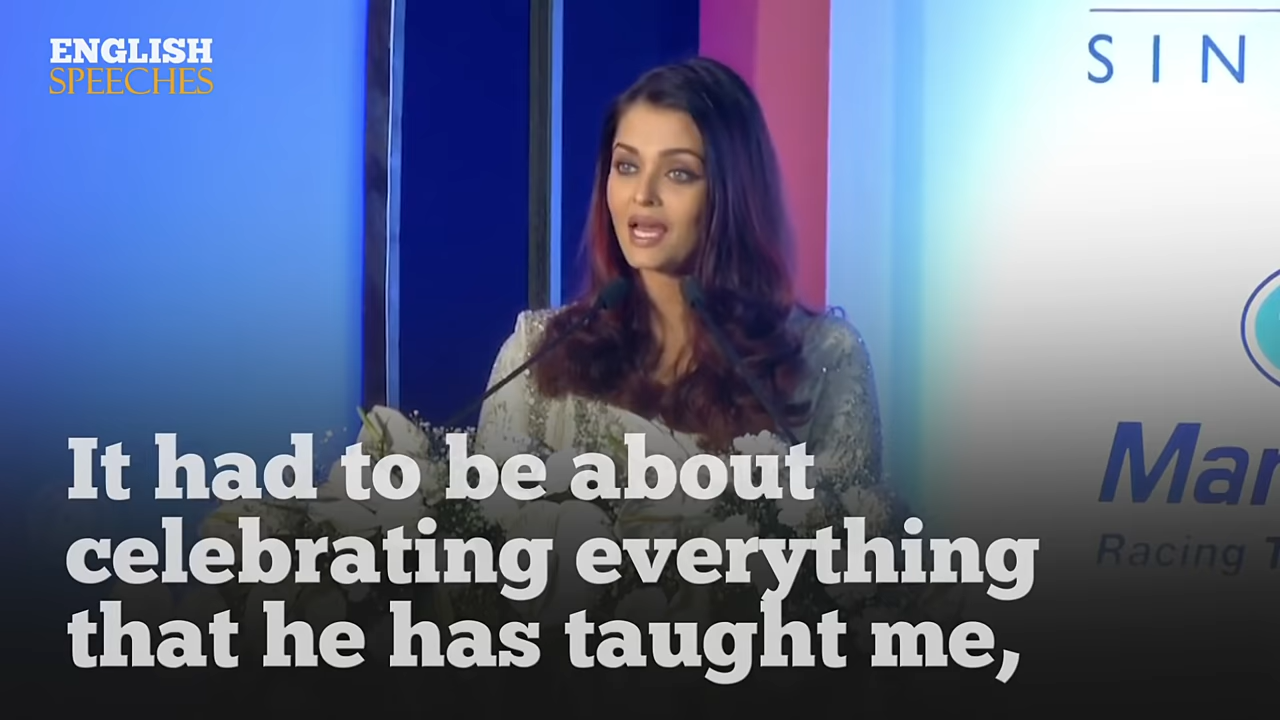 ENGLISH
SPEECHES
SIN
Mar
Racing T
It had to be about
celebrating everything
that he has taught me,